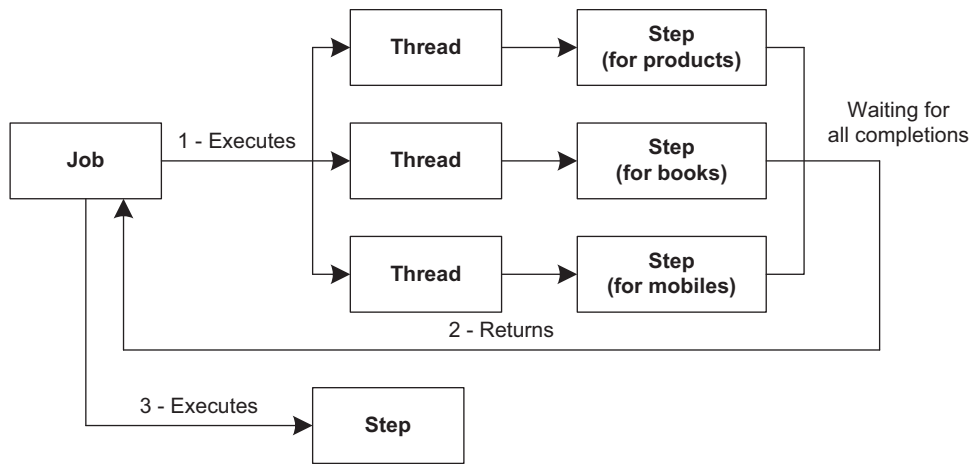 Thread
Step
(for products)
Waiting for
all completions
Job
1 - Executes
Thread
Step
(for books)
Thread
Step
(for mobiles)
2 - Returns
3 - Executes
Step